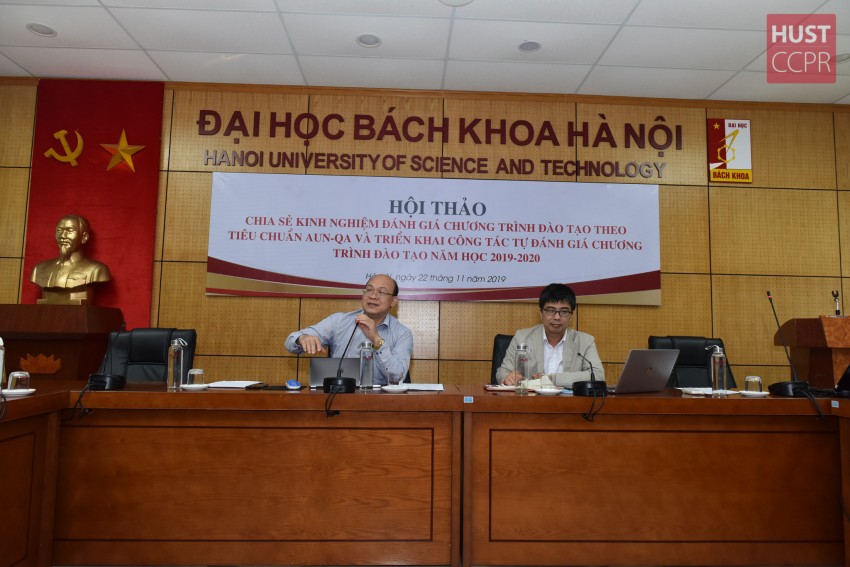 HUST
CCPR
ĐẠI HỌC BÁCH KHOA HÀ NỘI
HANOI UNIVERSITY OF SCIENCE AND TECHNOLOGY
ĐẠI HỌC
BÁCH KHOA
HỘI THẢO
CHIA SẺ KINH NGHIỆM ĐÁNH GIÁ CHƯƠNG TRÌNH ĐÀO TẠO THEO
TIÊU CHUẨN AUN-QA VÀ TRIỂN KHAI CÔNG TÁC TỰ ĐÁNH GIÁ CHƯƠNG
TRÌNH ĐÀO TẠO NĂM HỌC 2019-2020
ngày 22 tháng 11 năm 2019